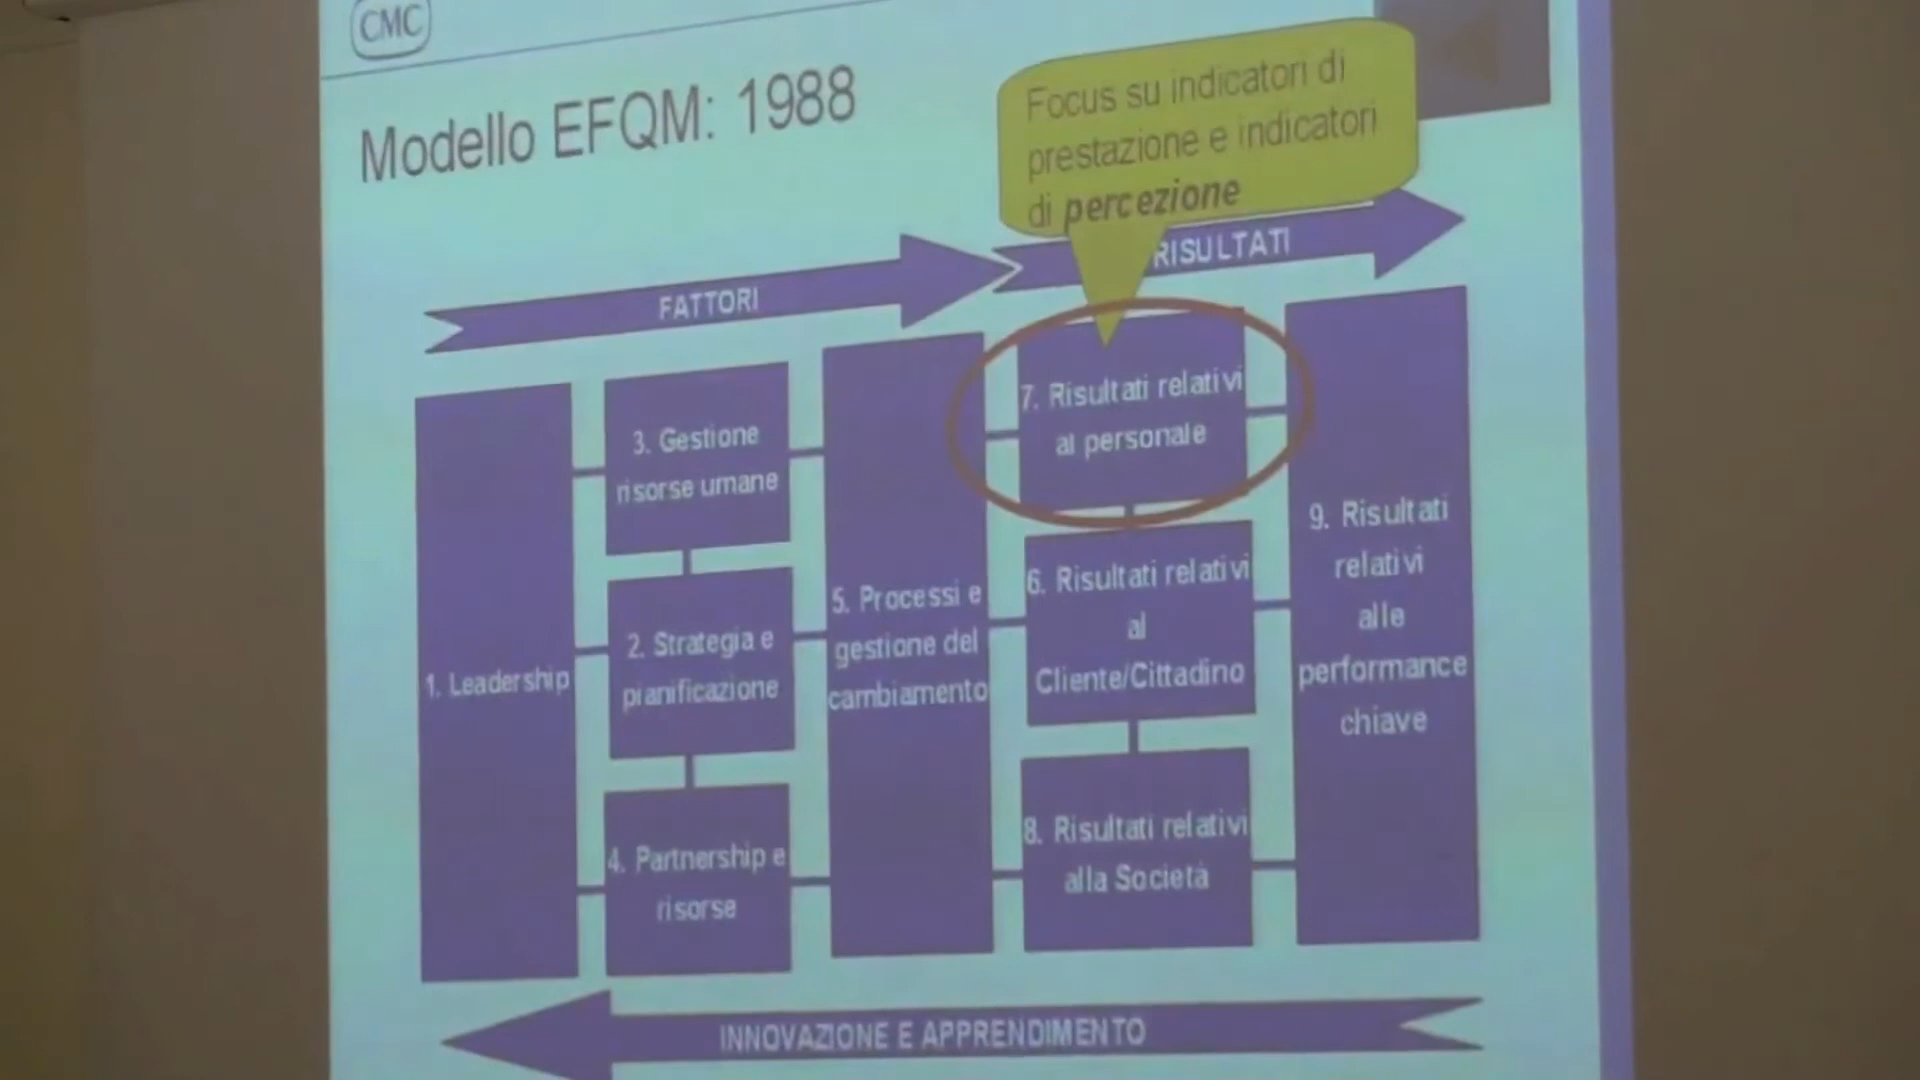 CMC
Modello EFQM: 1988
Focus su indicatori di
prestazione e indicatori
di percezione
FATTORI
RISULTATI
1. Leadership
3. Gestione
risorse umane
2. Strategia e
pianificazione
4. Partnership e
risorse
5. Processi e
gestione del
cambiamento
7. Risultati relativi
al personale
6. Risultati relativi
al
Cliente/Cittadino
8. Risultati relativi
alla Società
9. Risultati
relativi
alle
performance
chiave
INNOVAZIONE E APPRENDIMENTO